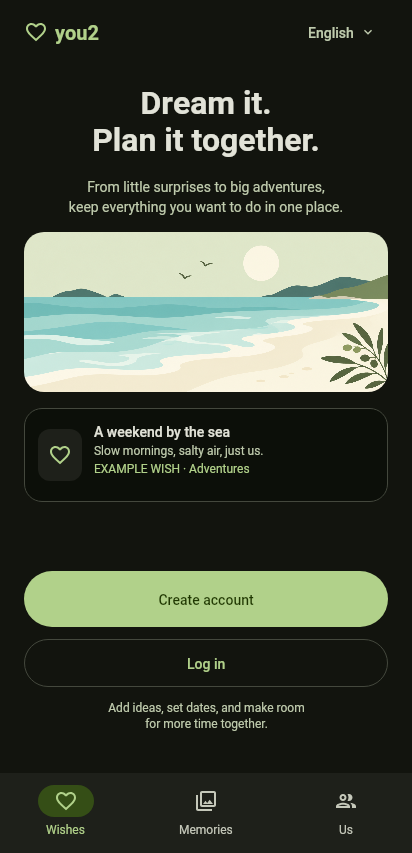 you2
English
Dream it.
Plan it together.
From little surprises to big adventures,
keep everything you want to do in one place.
A weekend by the sea
Slow mornings, salty air, just us.
EXAMPLE WISH · Adventures
Create account
Log in
Add ideas, set dates, and make room
for more time together.
Wishes
Memories
Us